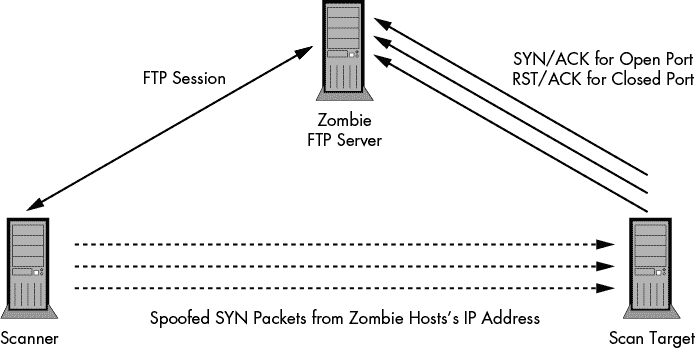 FTP Session
SYN/ACK for Open Port
RST/ACK for Closed Port
Zombie
FTP Server
Scanner
Spoofed SYN Packets from Zombie Hosts's IP Address
Scan Target